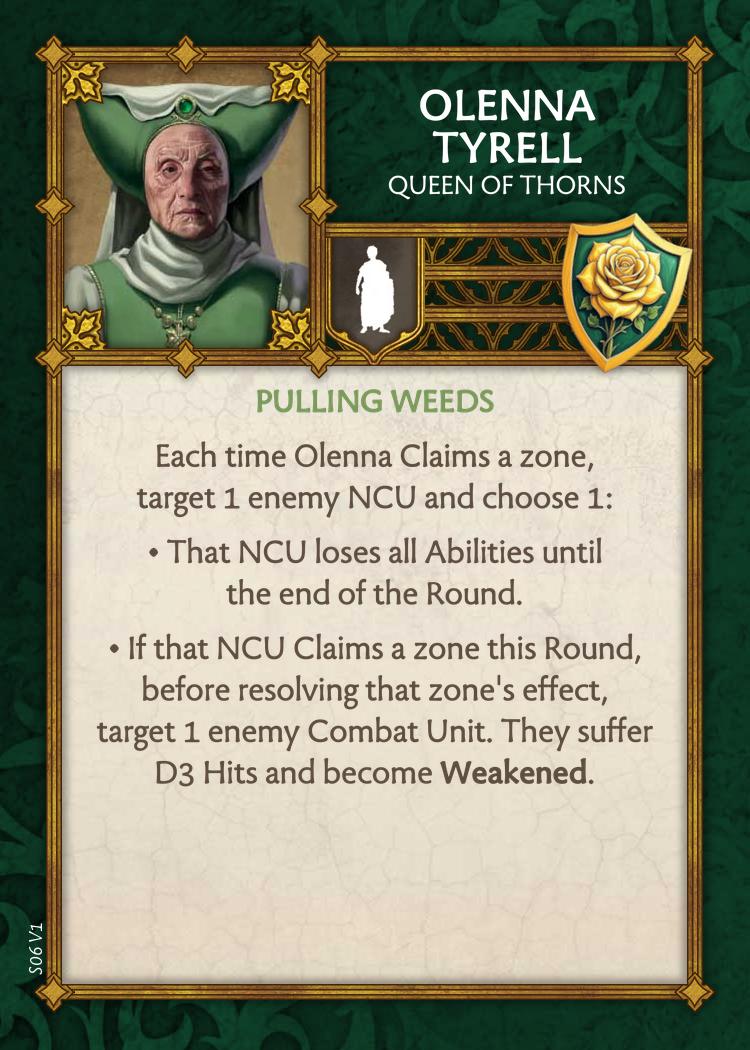 OLENNA
TYRELL
QUEEN OF THORNS
PULLING WEEDS
Each time Olenna Claims a zone,
target 1 enemy NCU and choose 1:
• That NCU loses all Abilities until
the end of the Round.
• If that NCU Claims a zone this Round,
before resolving that zone's effect,
target 1 enemy Combat Unit. They suffer
D3 Hits and become Weakened.
S06 V1